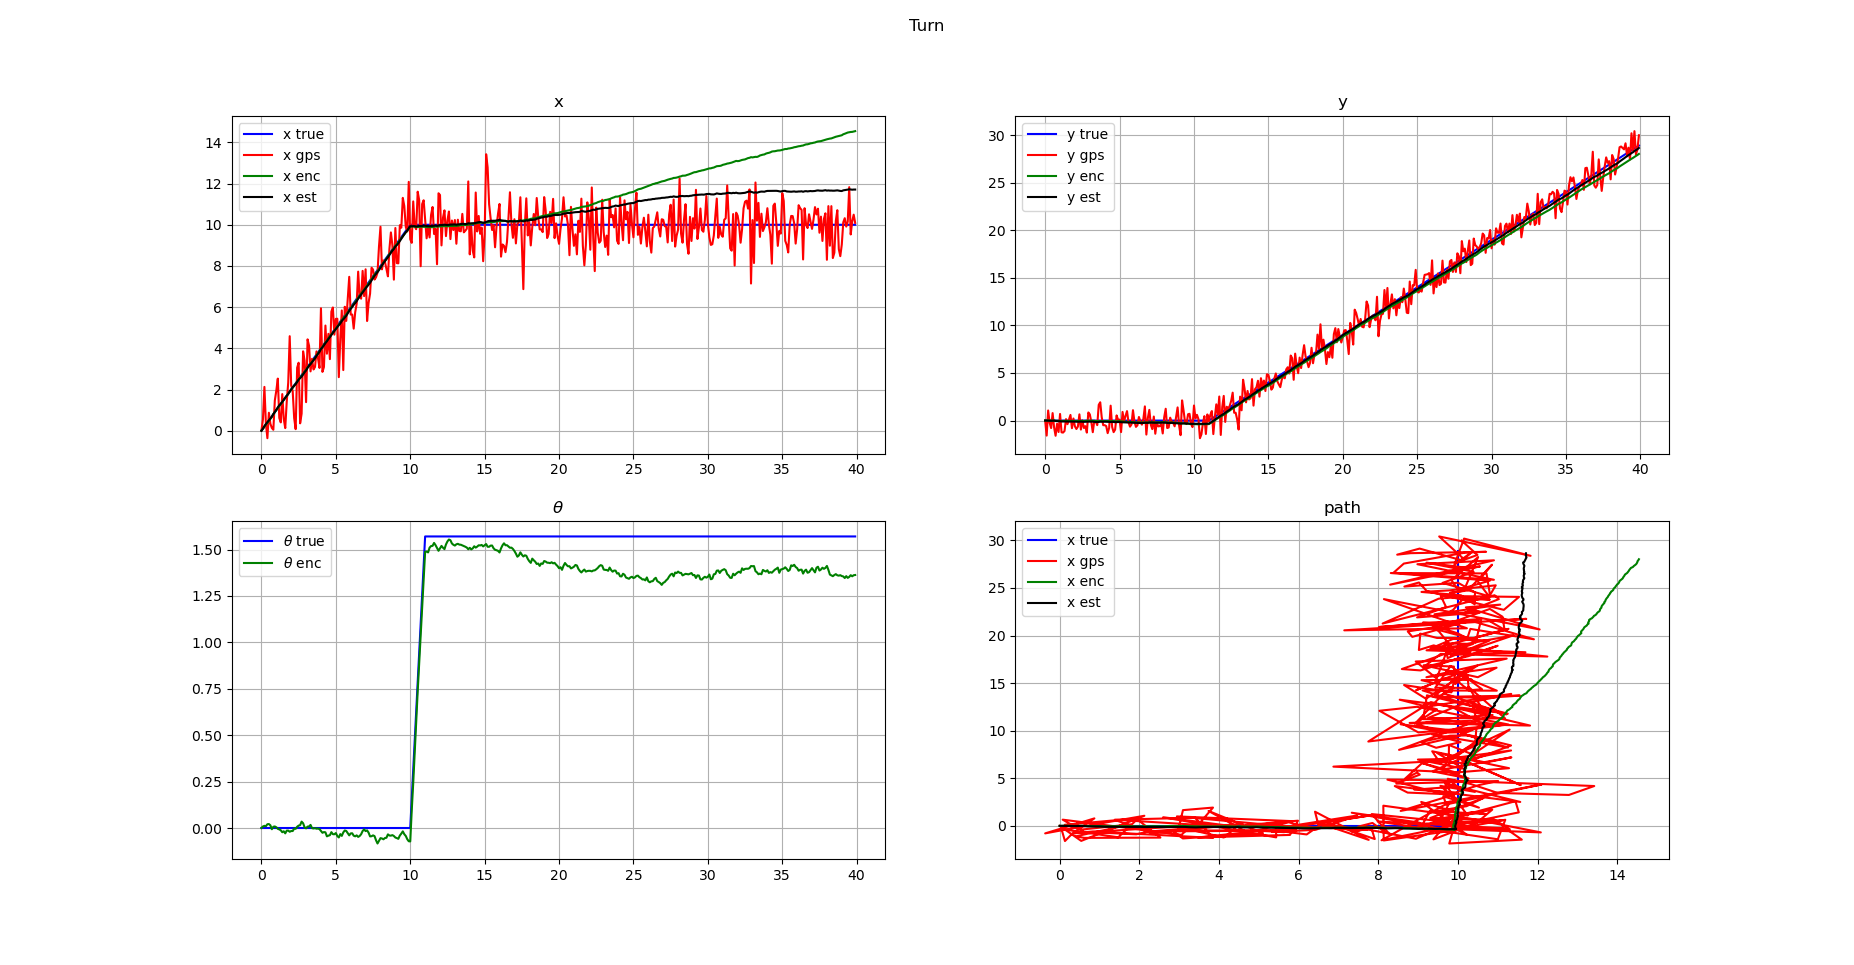 Turn
x
x true
x gps
x enc
x est
14
12
10
8
6
4
2
0
0 5 10 15 20 25 30 35 40
y
y true
y gps
y enc
y est
30
25
20
15
10
5
0
0 5 10 15 20 25 30 35 40
θ
θ true
θ enc
1.50
1.25
1.00
0.75
0.50
0.25
0.00
0 5 10 15 20 25 30 35 40
path
x true
x gps
x enc
x est
30
25
20
15
10
5
0
0 2 4 6 8 10 12 14